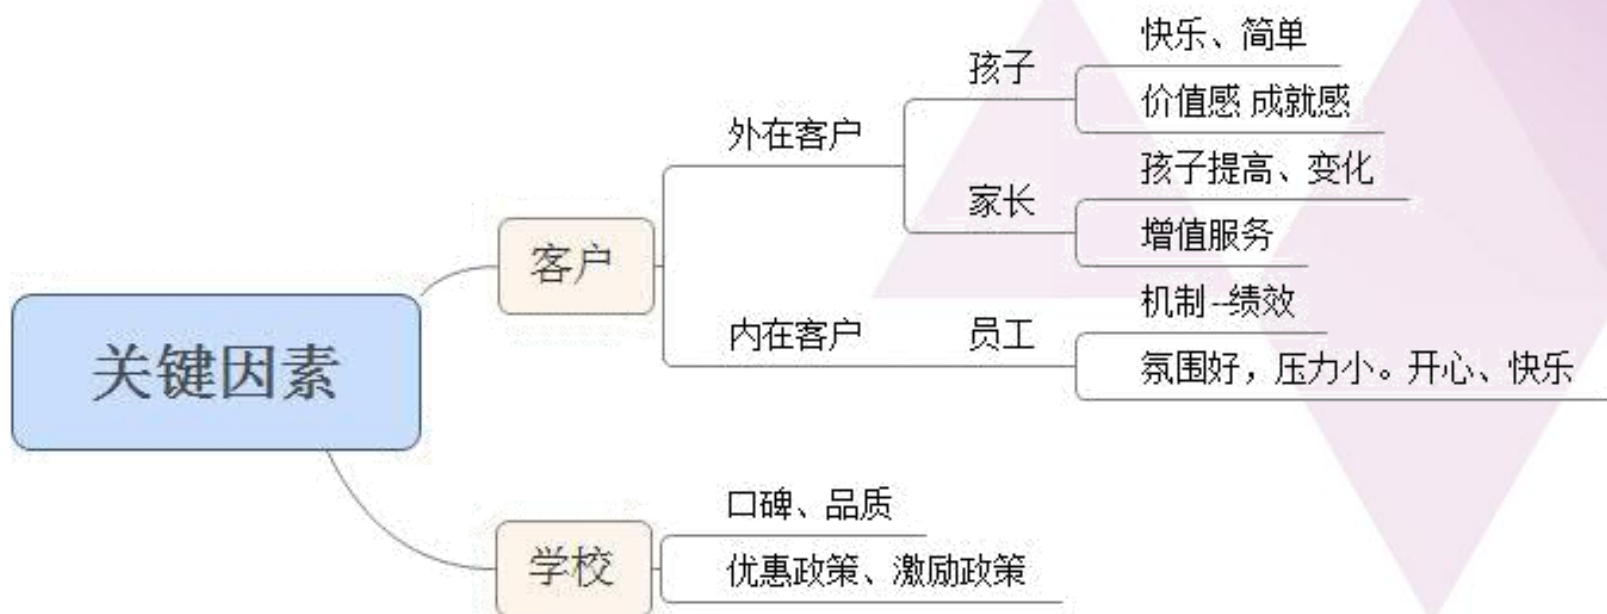 关键因素
客户
外在客户
孩子
快乐、简单
价值感 成就感
家长
孩子提高、变化
增值服务
内在客户
员工
机制--绩效
氛围好，压力小。开心、快乐
学校
口碑、品质
优惠政策、激励政策